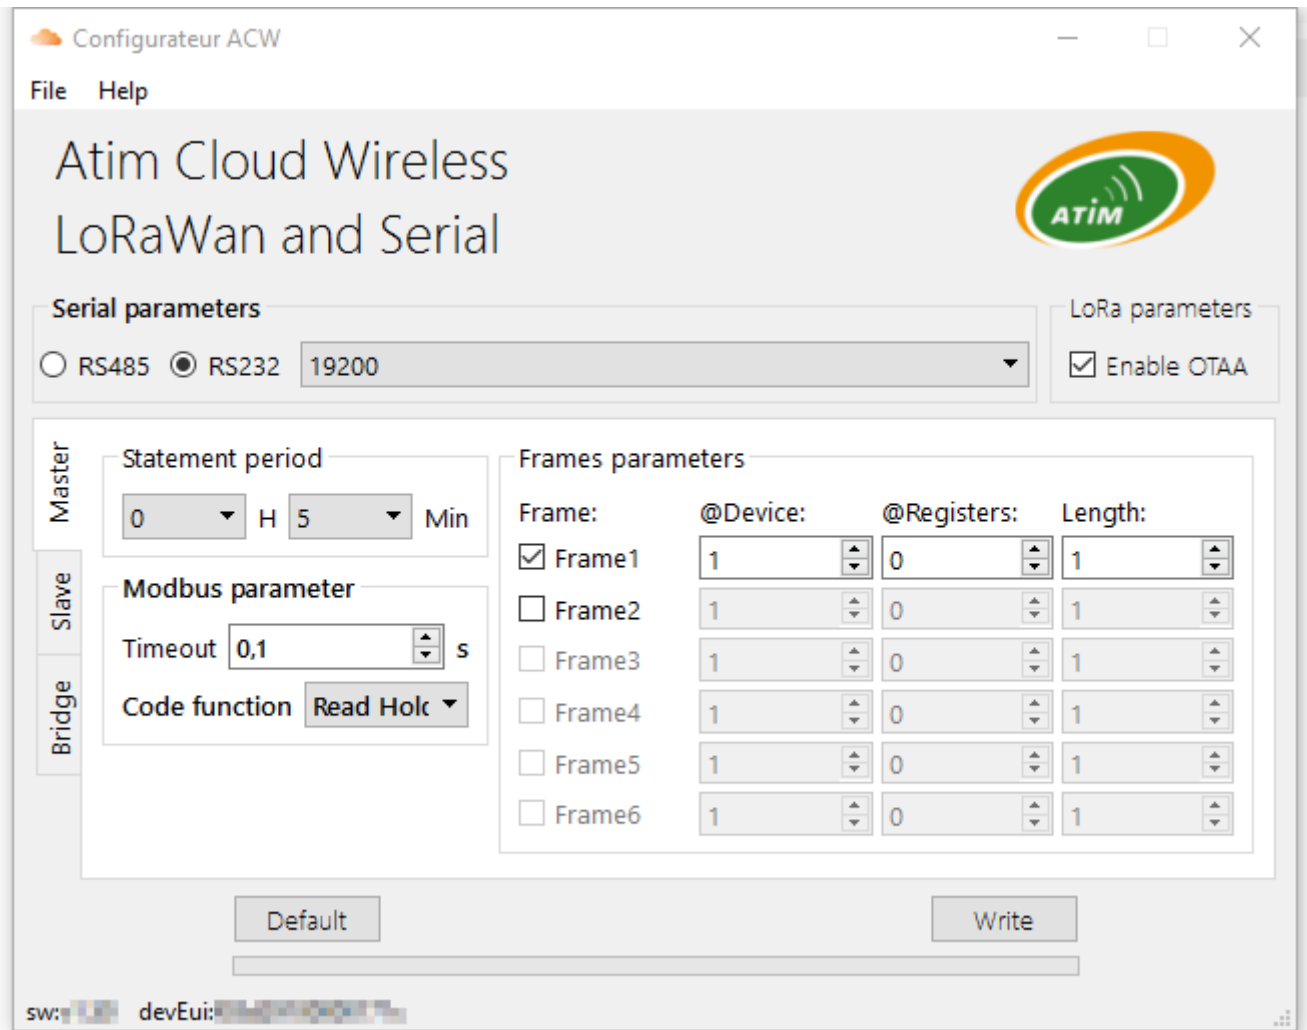 Configurateur ACW
File Help
Atim Cloud Wireless
LoRaWan and Serial
ATiM
Serial parameters
LoRa parameters
RS485 RS232 19200
Enable OTAA
Master
Slave
Bridge
Statement period
0 H 5 Min
Modbus parameter
Timeout 0,1 s
Code function Read Hold
Frames parameters
Frame: @Device: @Registers: Length:
Frame1 1 0 1
Frame2 1 0 1
Frame3 1 0 1
Frame4 1 0 1
Frame5 1 0 1
Frame6 1 0 1
Default Write
sw: devEui: